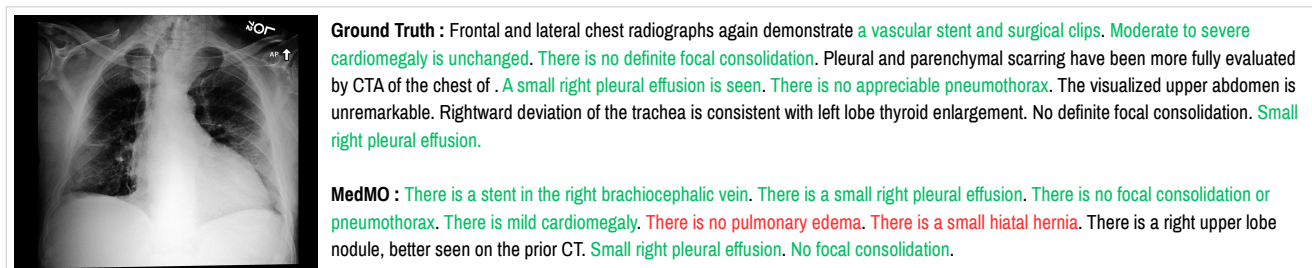 Ground Truth : Frontal and lateral chest radiographs again demonstrate a vascular stent and surgical clips. Moderate to severe
cardiomegaly is unchanged. There is no definite focal consolidation. Pleural and parenchymal scarring have been more fully evaluated
by CTA of the chest of . A small right pleural effusion is seen. There is no appreciable pneumothorax. The visualized upper abdomen is
unremarkable. Rightward deviation of the trachea is consistent with left lobe thyroid enlargement. No definite focal consolidation. Small
right pleural effusion.
MedMO : There is a stent in the right brachiocephalic vein. There is a small right pleural effusion. There is no focal consolidation or
pneumothorax. There is mild cardiomegaly. There is no pulmonary edema. There is a small hiatal hernia. There is a right upper lobe
nodule, better seen on the prior CT. Small right pleural effusion. No focal consolidation.
AP